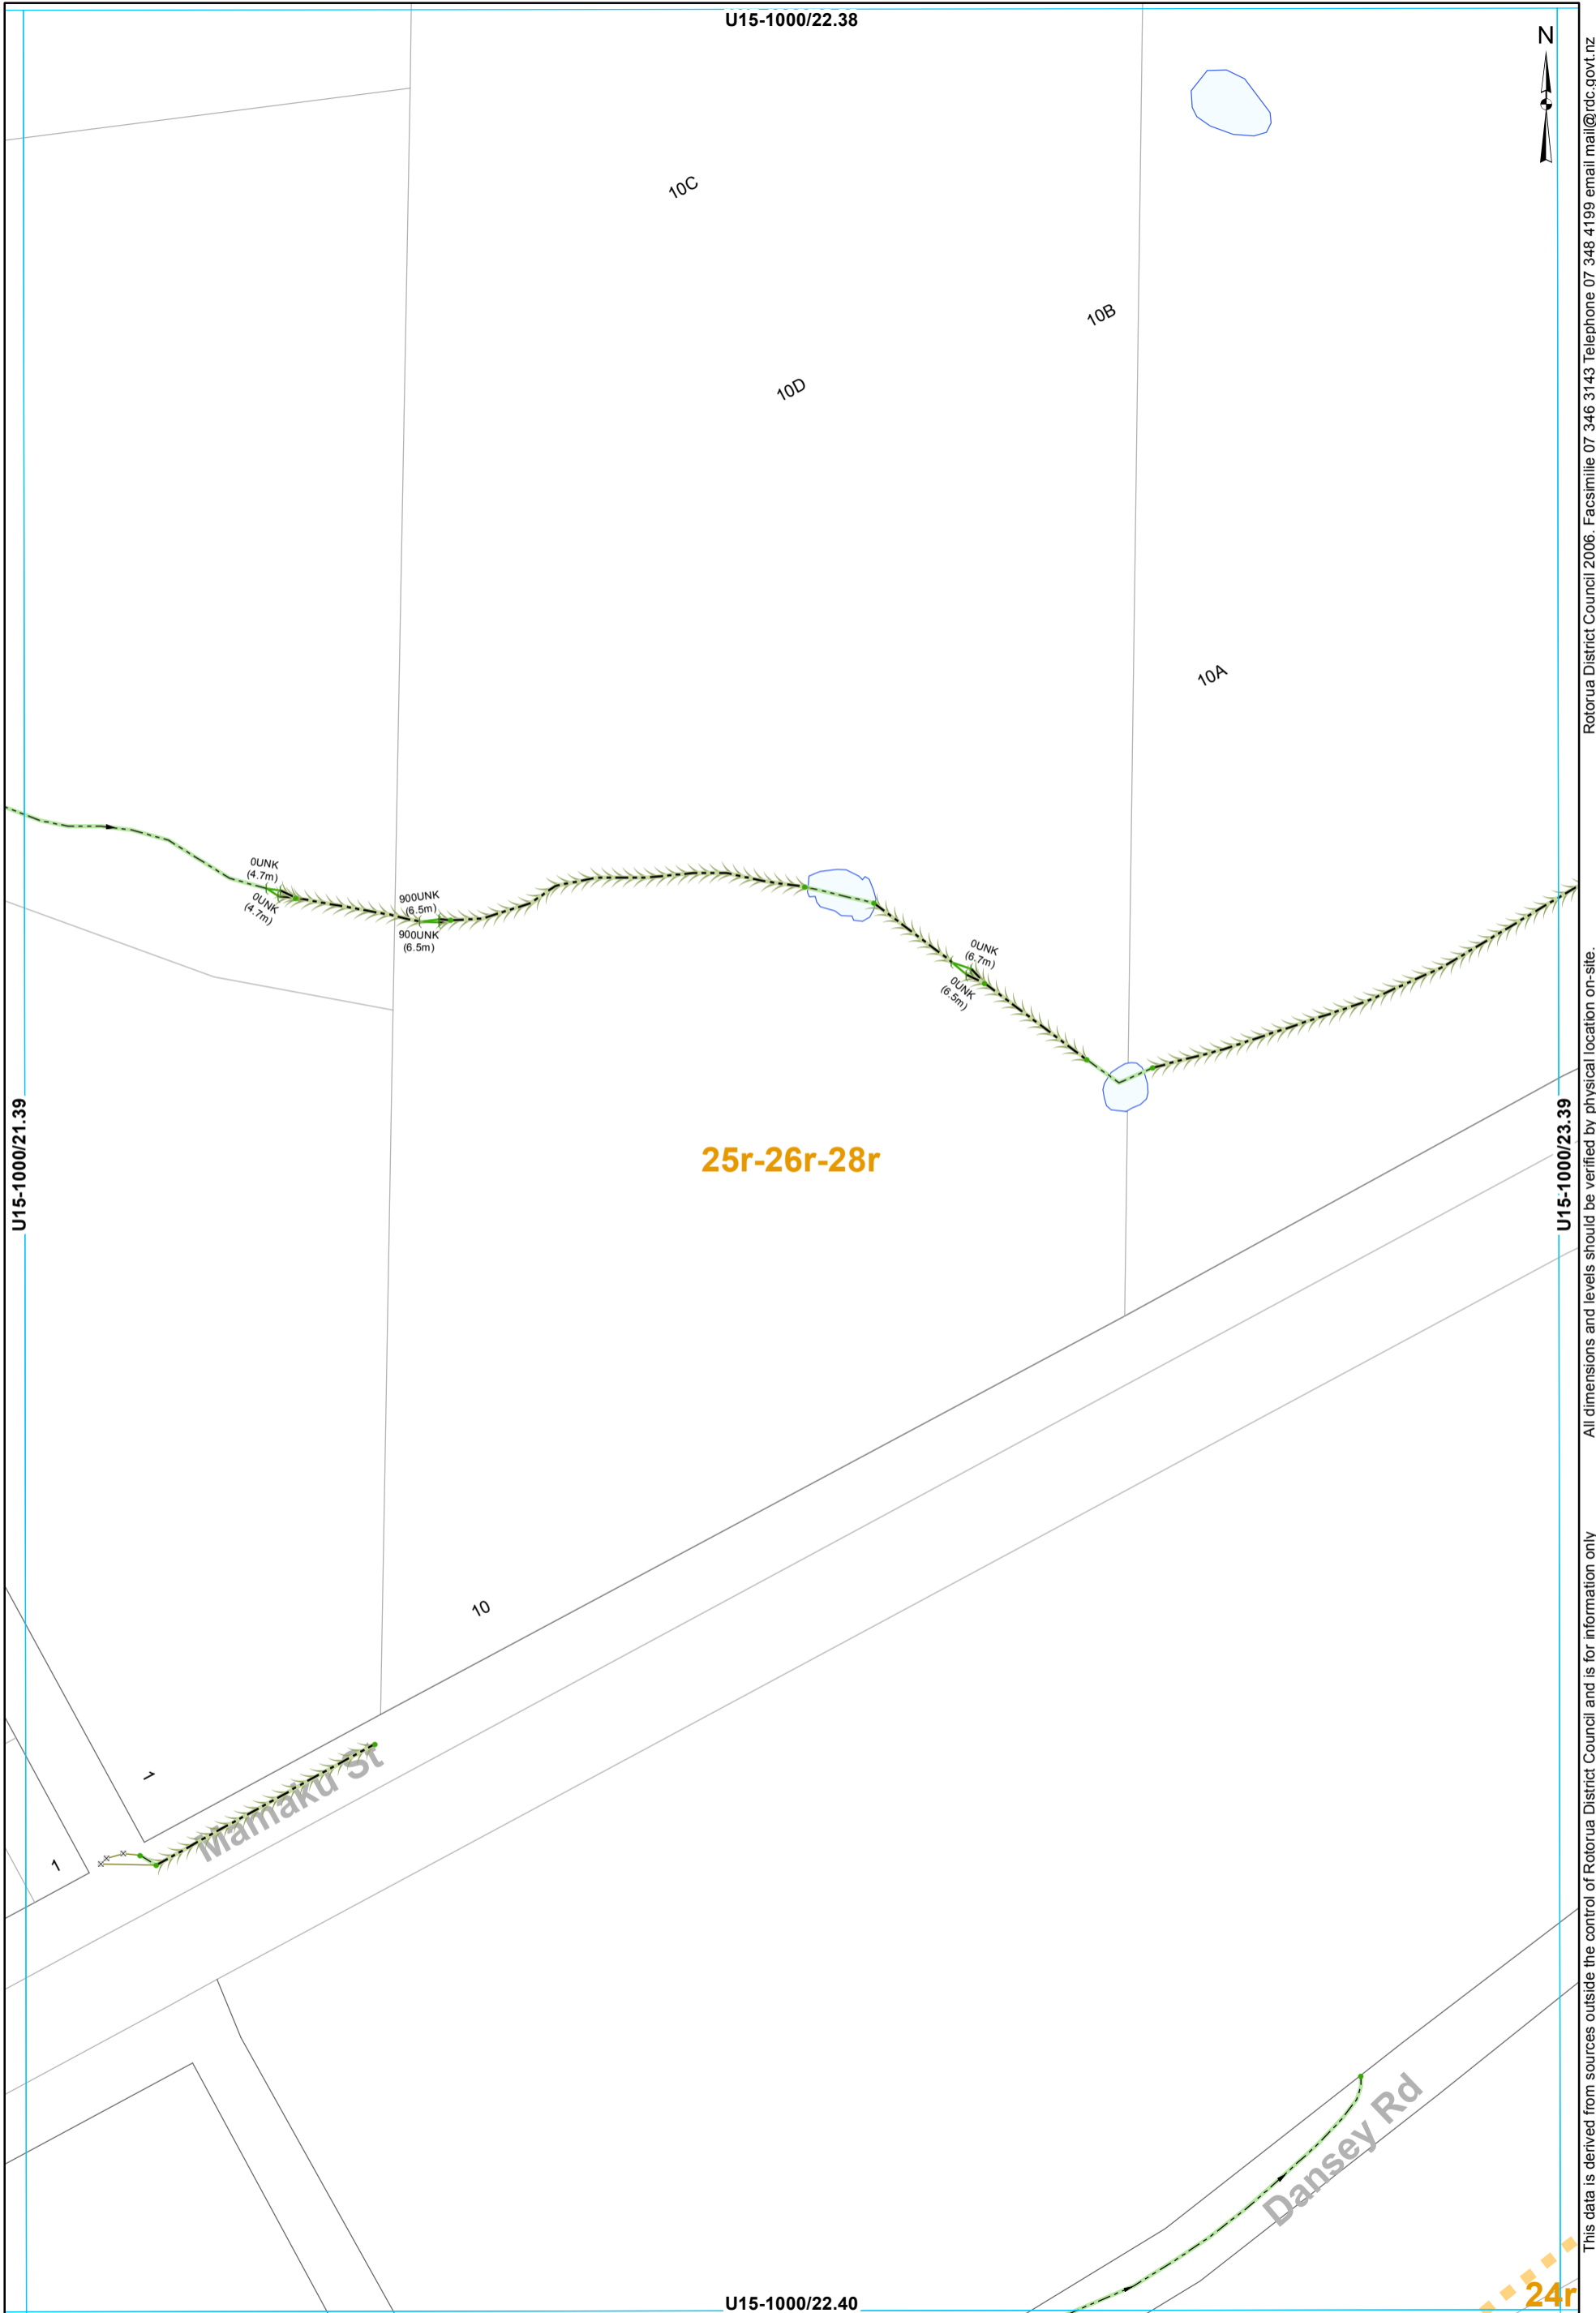 U15-1000/22.38
N
10C
10B
10D
10A
0UNK
(4.7m)
0UNK
(4.7m)
900UNK
(6.5m)
900UNK
(6.5m)
0UNK
(6.7m)
0UNK
(6.5m)
U15-1000/21.39
25r-26r-28r
U15-1000/23.39
10
1
Mamaku St
1
Dansey Rd
24r
U15-1000/22.40
This data is derived from sources outside the control of Rotorua District Council and is for information only
All dimensions and levels should be verified by physical location on-site.
Rotorua District Council 2006. Facsimilie 07 346 3143 Telephone 07 348 4199 email mail@rdc.govt.nz